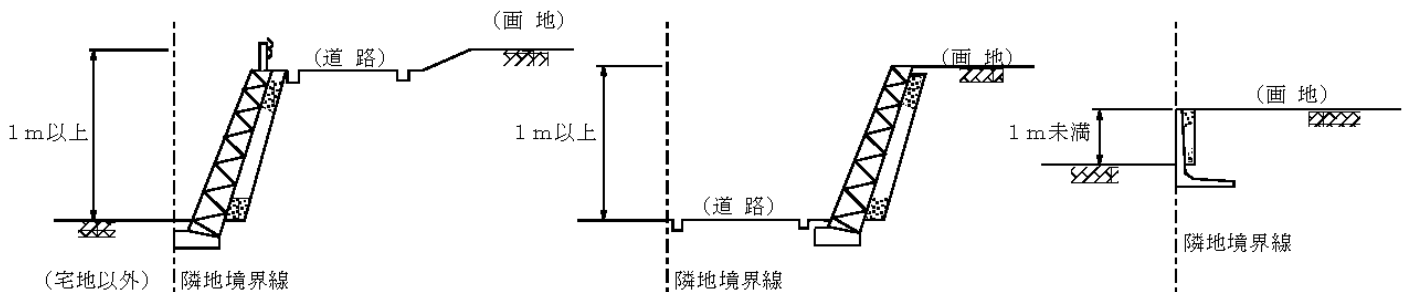 (画 地)
(道 路)
1m以上
(宅地以外)
隣地境界線
(画 地)
1m以上
(道 路)
隣地境界線
(画 地)
1m未満
隣地境界線